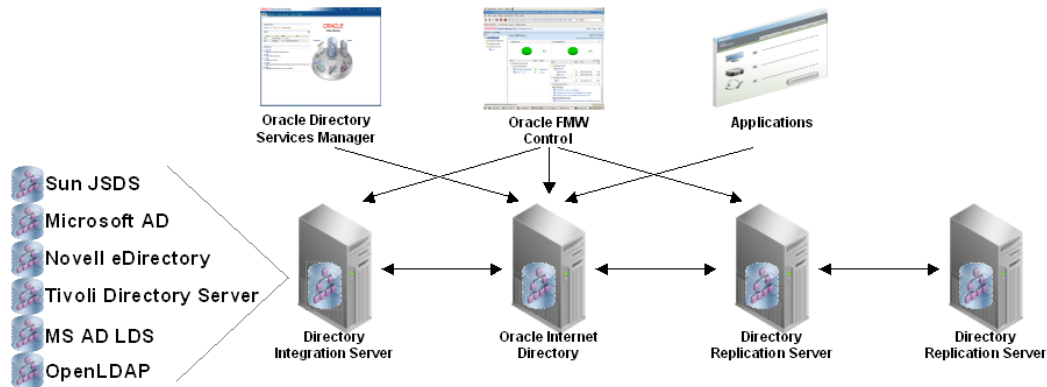 Oracle Directory
Services Manager
Oracle FMW
Control
Applications
Sun JSDS
Microsoft AD
Novell eDirectory
Tivoli Directory Server
MS AD LDS
OpenLDAP
Directory
Integration Server
Oracle Internet
Directory
Directory
Replication Server
Directory
Replication Server